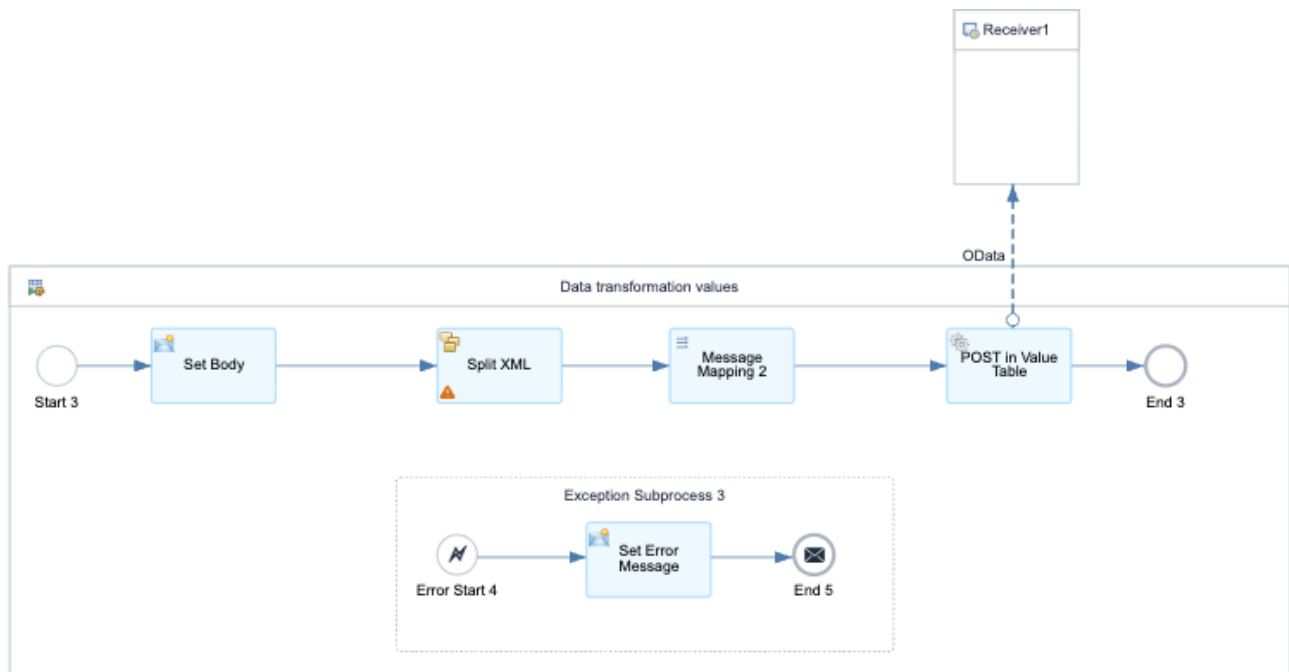 Receiver1
OData
Data transformation values
Set Body
Split XML
Message
Mapping 2
POST in Value
Table
Start 3
End 3
Exception Subprocess 3
Set Error
Message
Error Start 4
End 5